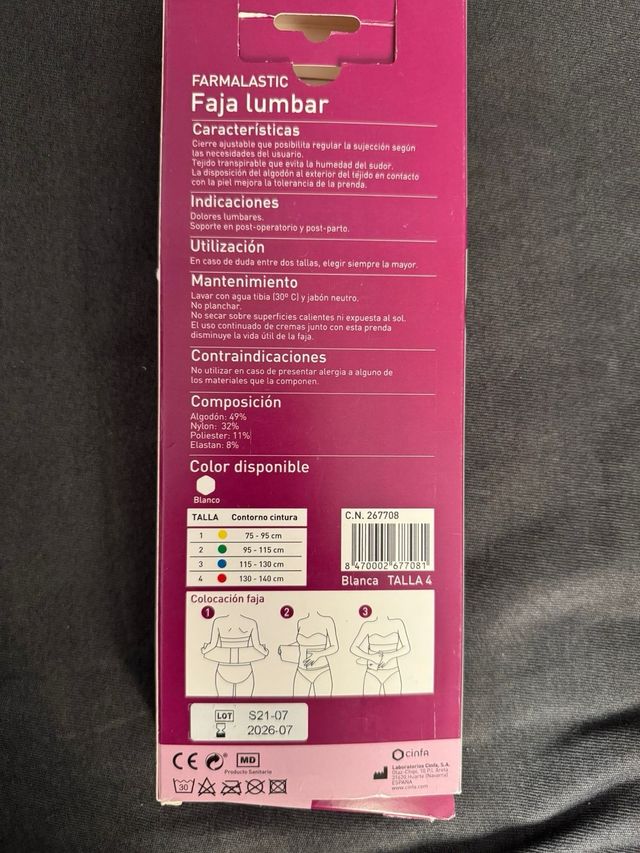 FARMALASTIC
Faja lumbar
Características
Cierre ajustable que posibilita regular la sujección según
las necesidades del usuario.
Tejido transpirable que evita la humedad del sudor.
La disposición del algodón al exterior del tejido en contacto
con la piel mejora la tolerancia de la prenda.
Indicaciones
Dolores lumbares.
Soporte en post-operatorio y post-parto.
Utilización
En caso de duda entre dos tallas, elegir siempre la mayor.
Mantenimiento
Lavar con agua tibia (30º C) y jabón neutro.
No planchar.
No secar sobre superficies calientes ni expuesta al sol.
El uso continuado de cremas junto con esta prenda
disminuye la vida útil de la faja.
Contraindicaciones
No utilizar en caso de presentar alergia a alguno de
los materiales que la componen.
Composición
Algodón: 49%
Nylon: 32%
Poliester: 11%
Elastan: 8%
Color disponible
Blanco
TALLA Contorno cintura
1 75 - 95 cm
2 95 - 115 cm
3 115 - 130 cm
4 130 - 140 cm
C.N. 267708
8 470002 677081
Blanca TALLA 4
Colocación faja
1 2 3
LOT S21-07
2026-07
CE MD
Producto Sanitario
30
cinfa
Laboratorios Cinfa, S.A.
Olaz-Chipi, 10 P.I. Areta
31620 Huarte (Navarra)
ESPAÑA
www.cinfa.com